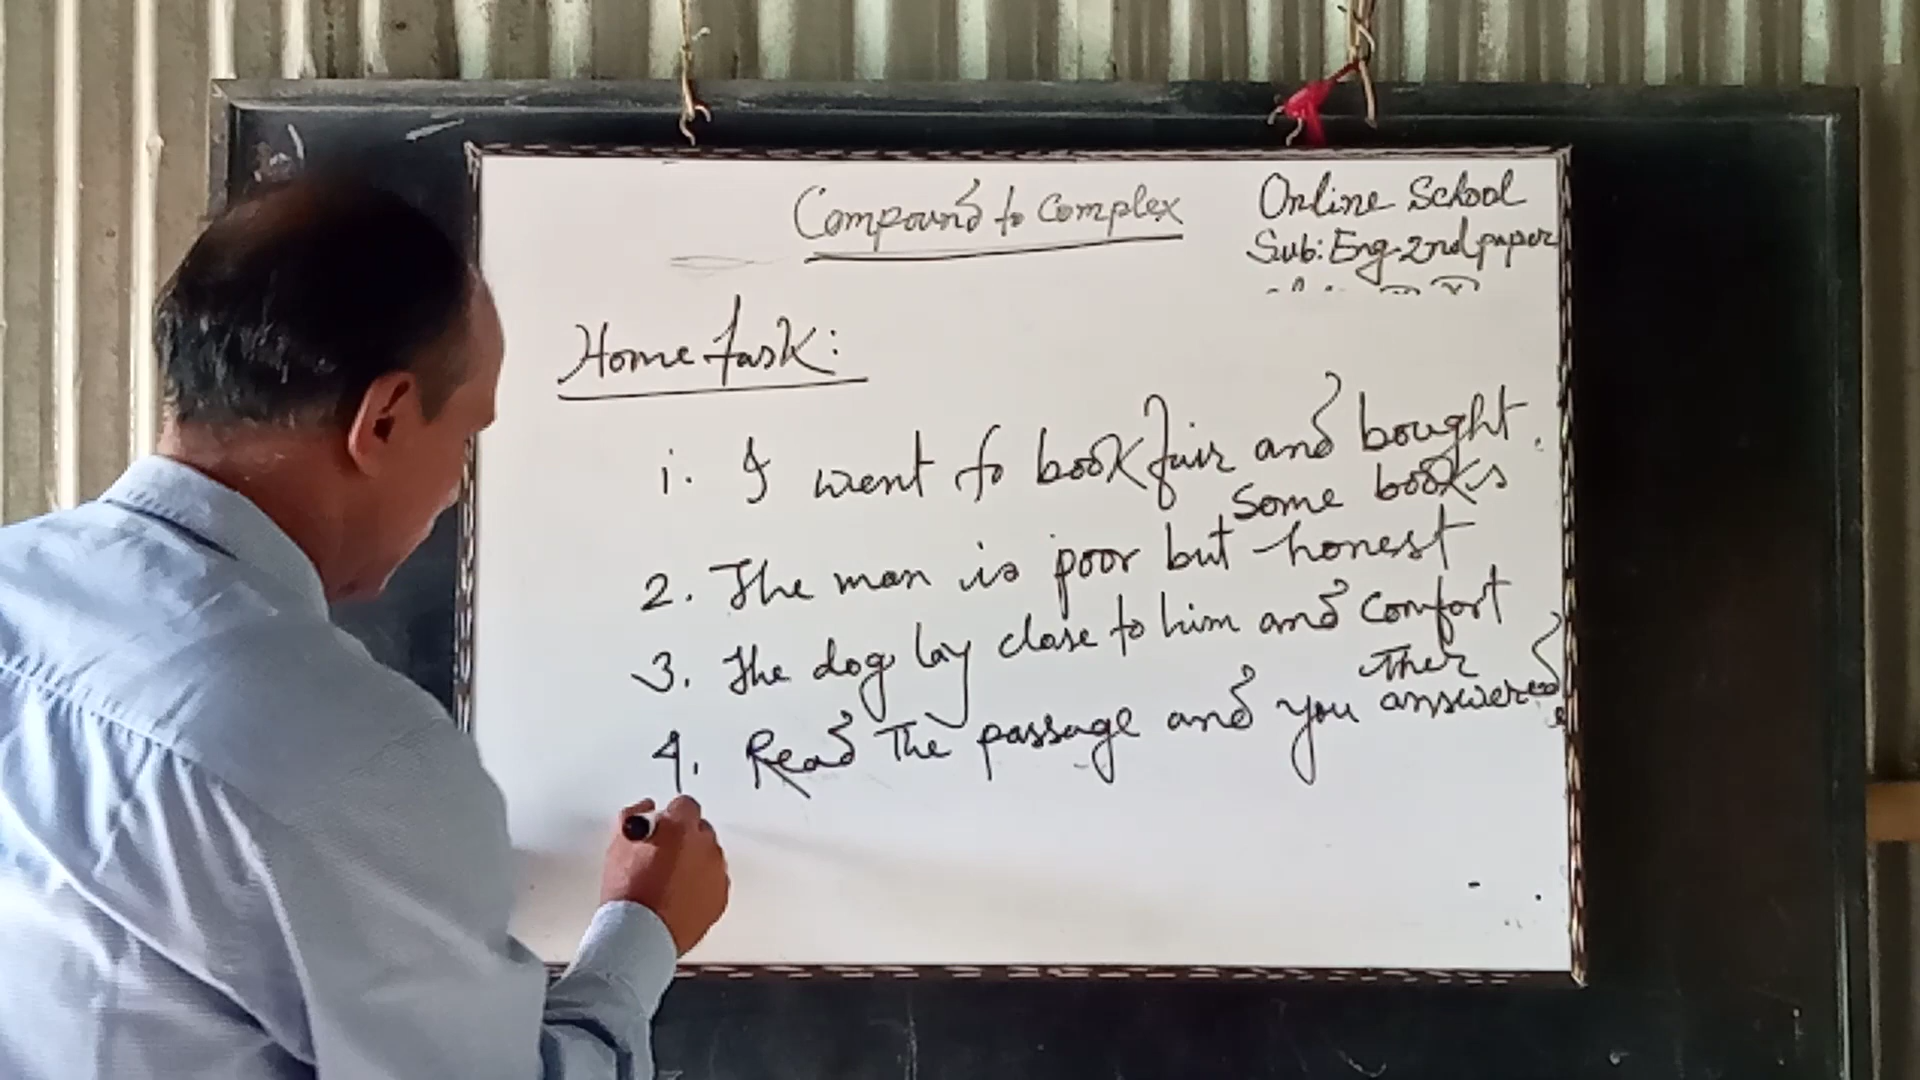 Compound to complex
Online School
Sub: Eng-2nd paper
Home task:
1. I went to book fair and bought.
some books
2. The man is poor but honest
3. The dog lay close to him and comfort
ther
4. Read The passage and you answered